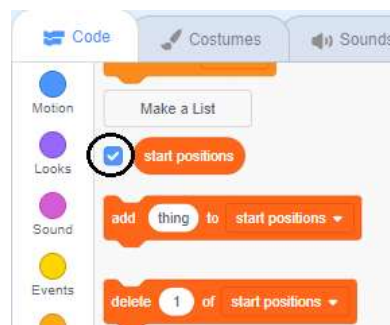 Code Costumes Sounds
Motion
Make a List
Looks
start positions
Sound
add thing to start positions
Events
delete 1 of start positions